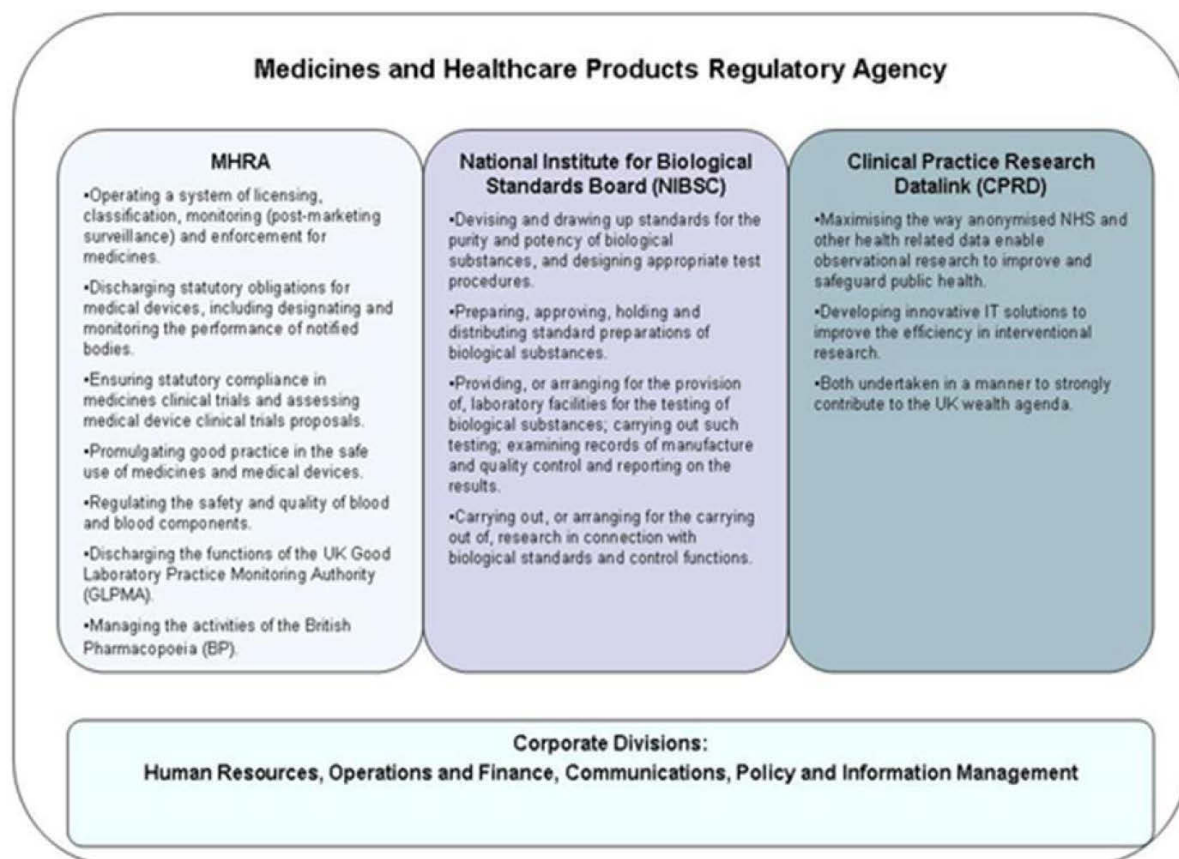 Medicines and Healthcare Products Regulatory Agency
MHRA
•Operating a system of licensing,
classification, monitoring (post-marketing
surveillance) and enforcement for
medicines.
•Discharging statutory obligations for
medical devices, including designating and
monitoring the performance of notified
bodies.
•Ensuring statutory compliance in
medicines clinical trials and assessing
medical device clinical trials proposals.
•Promulgating good practice in the safe
use of medicines and medical devices.
•Regulating the safety and quality of blood
and blood components.
•Discharging the functions of the UK Good
Laboratory Practice Monitoring Authority
(GLPMA).
•Managing the activities of the British
Pharmacopoeia (BP).
National Institute for Biological
Standards Board (NIBSC)
•Devising and drawing up standards for the
purity and potency of biological
substances, and designing appropriate test
procedures.
•Preparing, approving, holding and
distributing standard preparations of
biological substances.
•Providing, or arranging for the provision
of, laboratory facilities for the testing of
biological substances; carrying out such
testing; examining records of manufacture
and quality control and reporting on the
results.
•Carrying out, or arranging for the carrying
out of, research in connection with
biological standards and control functions.
Clinical Practice Research
Datalink (CPRD)
•Maximising the way anonymised NHS and
other health related data enable
observational research to improve and
safeguard public health.
•Developing innovative IT solutions to
improve the efficiency in interventional
research.
•Both undertaken in a manner to strongly
contribute to the UK wealth agenda.
Corporate Divisions:
Human Resources, Operations and Finance, Communications, Policy and Information Management